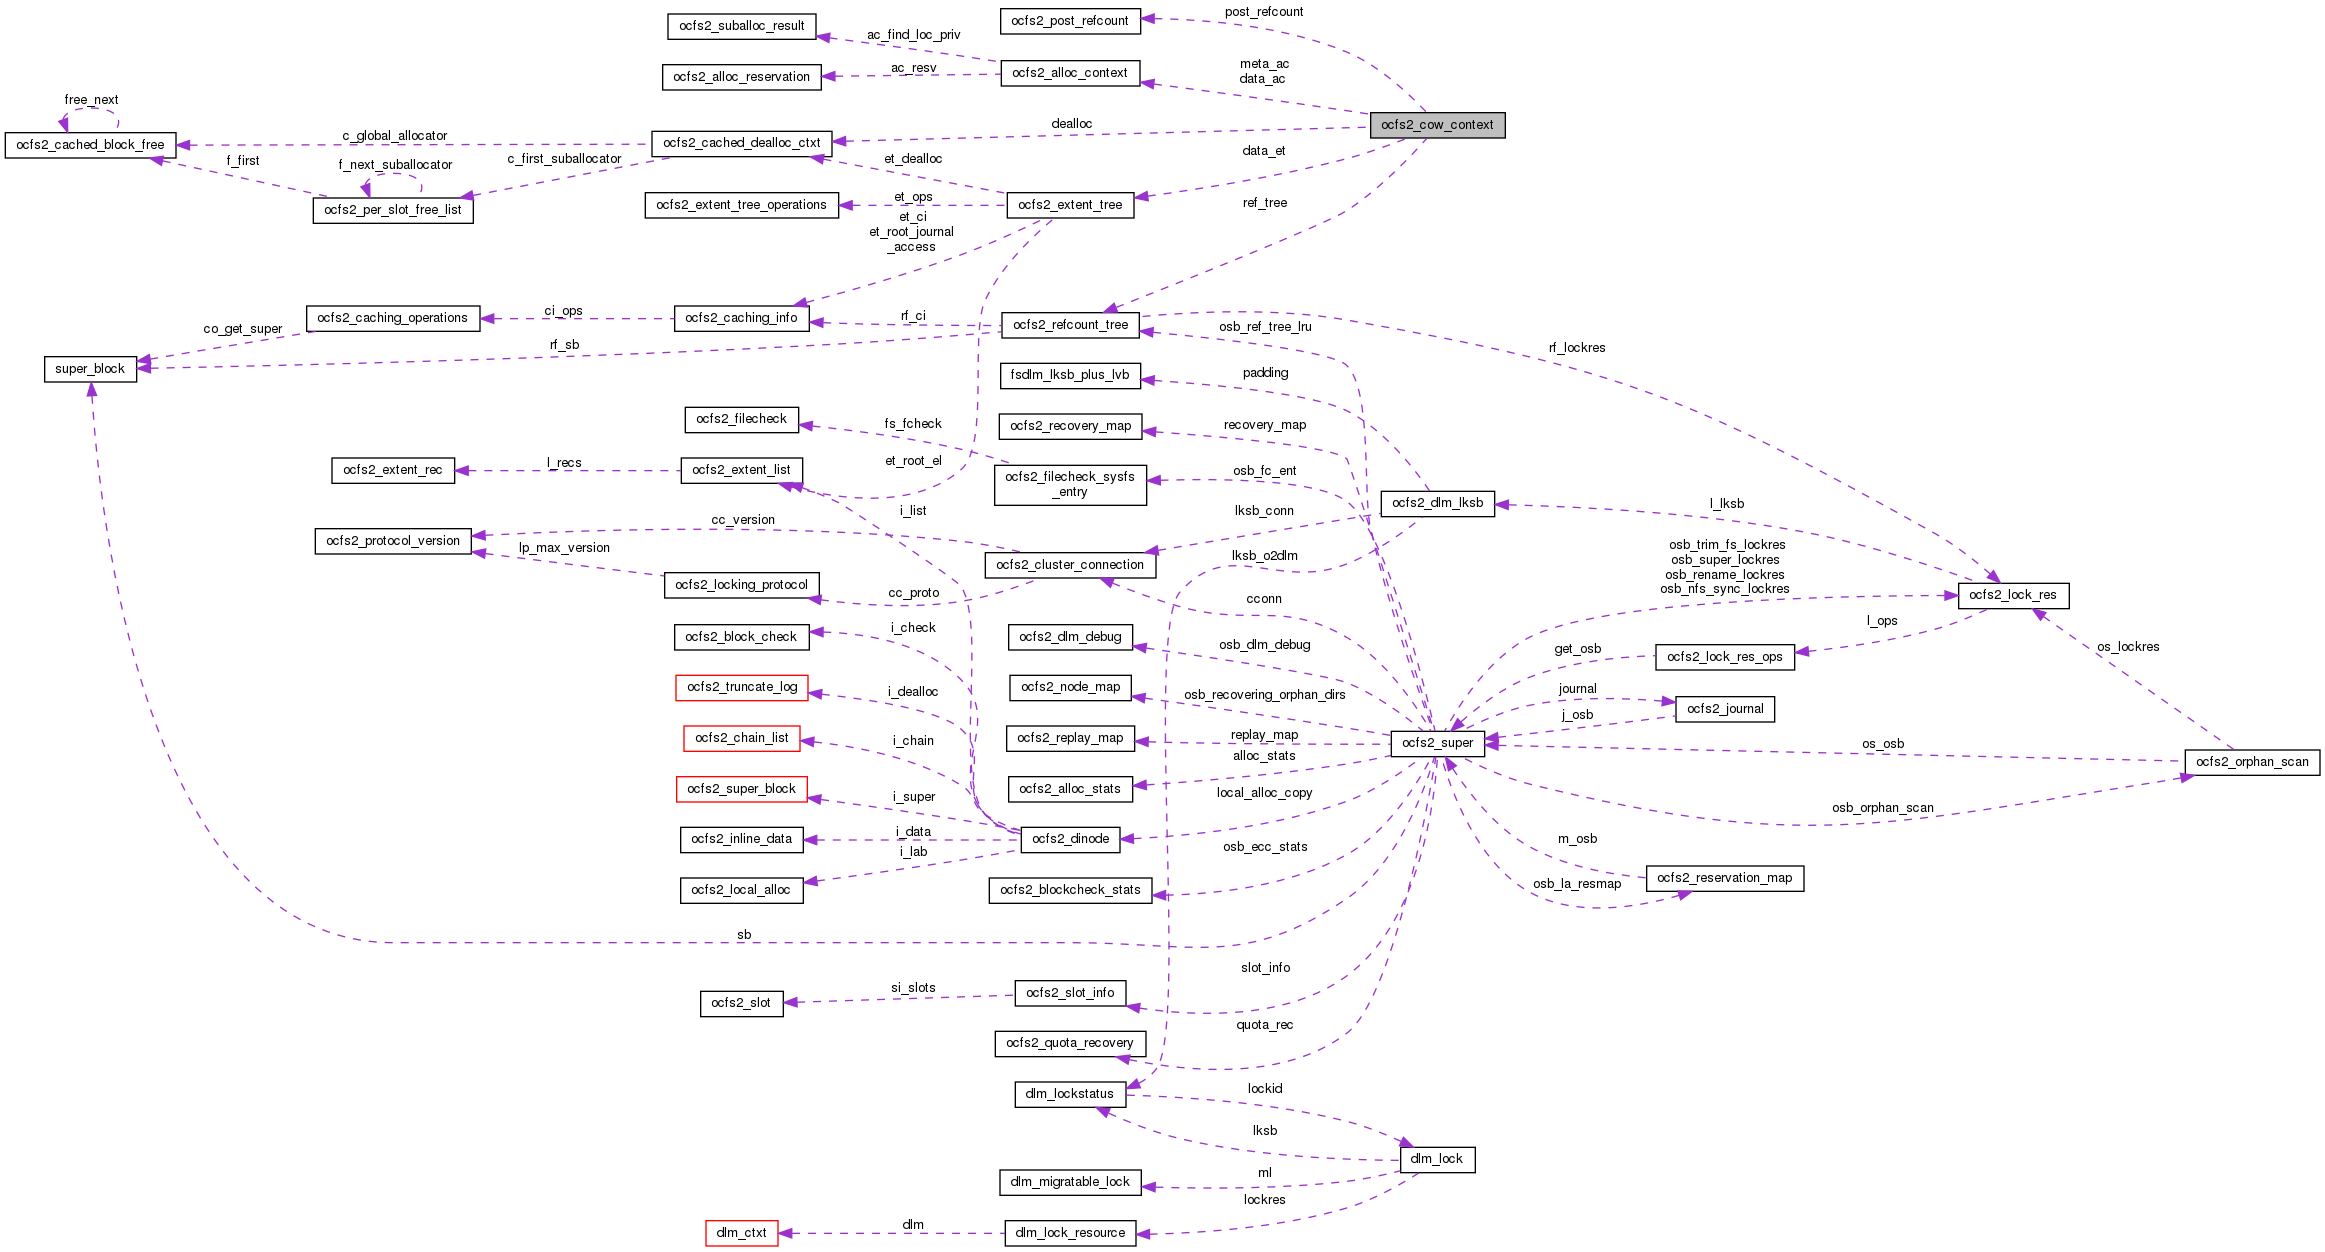 post_refcount
ocfs2_post_refcount
ocfs2_suballoc_result
ac_find_loc_priv
meta_ac
data_ac
ac_resv
ocfs2_alloc_context
ocfs2_alloc_reservation
free_next
ocfs2_cow_context
dealloc
c_global_allocator
ocfs2_cached_dealloc_ctxt
ocfs2_cached_block_free
data_et
et_dealloc
c_first_suballocator
f_first
f_next_suballocator
et_ops
ref_tree
ocfs2_extent_tree_operations
ocfs2_extent_tree
ocfs2_per_slot_free_list
et_ci
et_root_journal
_access
ci_ops
rf_ci
ocfs2_caching_operations
ocfs2_caching_info
ocfs2_refcount_tree
osb_ref_tree_lru
co_get_super
rf_sb
rf_lockres
super_block
fsdlm_lksb_plus_lvb
padding
ocfs2_filecheck
fs_fcheck
ocfs2_recovery_map
recovery_map
l_recs
et_root_el
ocfs2_extent_rec
ocfs2_extent_list
ocfs2_filecheck_sysfs
_entry
osb_fc_ent
ocfs2_dlm_lksb
l_lksb
i_list
lksb_conn
cc_version
ocfs2_protocol_version
lp_max_version
lksb_o2dlm
osb_trim_fs_lockres
osb_super_lockres
osb_rename_lockres
osb_nfs_sync_lockres
ocfs2_cluster_connection
ocfs2_locking_protocol
cc_proto
cconn
ocfs2_lock_res
i_check
ocfs2_block_check
ocfs2_dlm_debug
osb_dlm_debug
l_ops
get_osb
ocfs2_lock_res_ops
os_lockres
ocfs2_truncate_log
i_dealloc
ocfs2_node_map
osb_recovering_orphan_dirs
journal
ocfs2_journal
j_osb
ocfs2_chain_list
i_chain
ocfs2_replay_map
replay_map
ocfs2_super
os_osb
alloc_stats
ocfs2_orphan_scan
ocfs2_super_block
i_super
ocfs2_alloc_stats
local_alloc_copy
osb_orphan_scan
ocfs2_inline_data
i_data
ocfs2_dinode
m_osb
i_lab
osb_ecc_stats
ocfs2_local_alloc
ocfs2_blockcheck_stats
osb_la_resmap
ocfs2_reservation_map
sb
slot_info
si_slots
ocfs2_slot
ocfs2_slot_info
quota_rec
ocfs2_quota_recovery
dlm_lockstatus
lockid
lksb
dlm_lock
ml
dlm_migratable_lock
lockres
dlm_ctxt
dlm
dlm_lock_resource